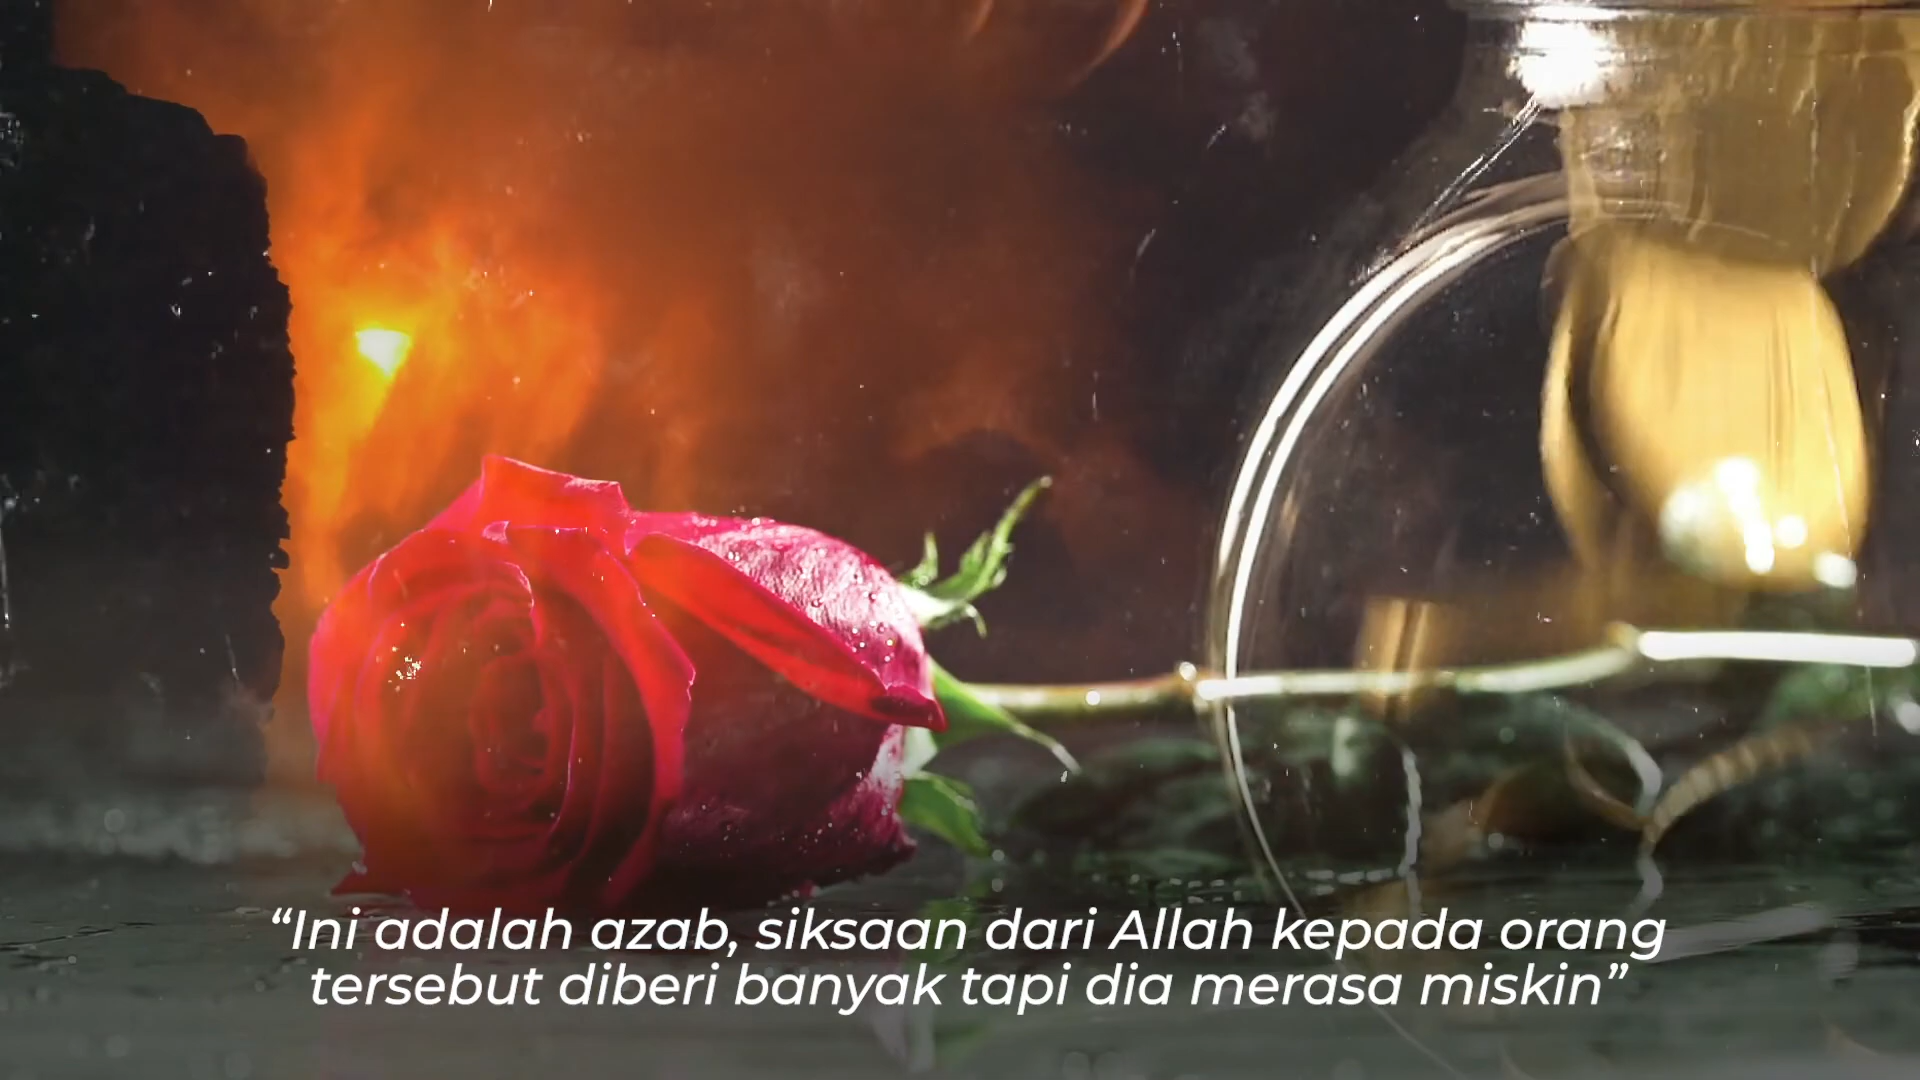 “Ini adalah azab, siksaan dari Allah kepada orang
tersebut diberi banyak tapi dia merasa miskin”